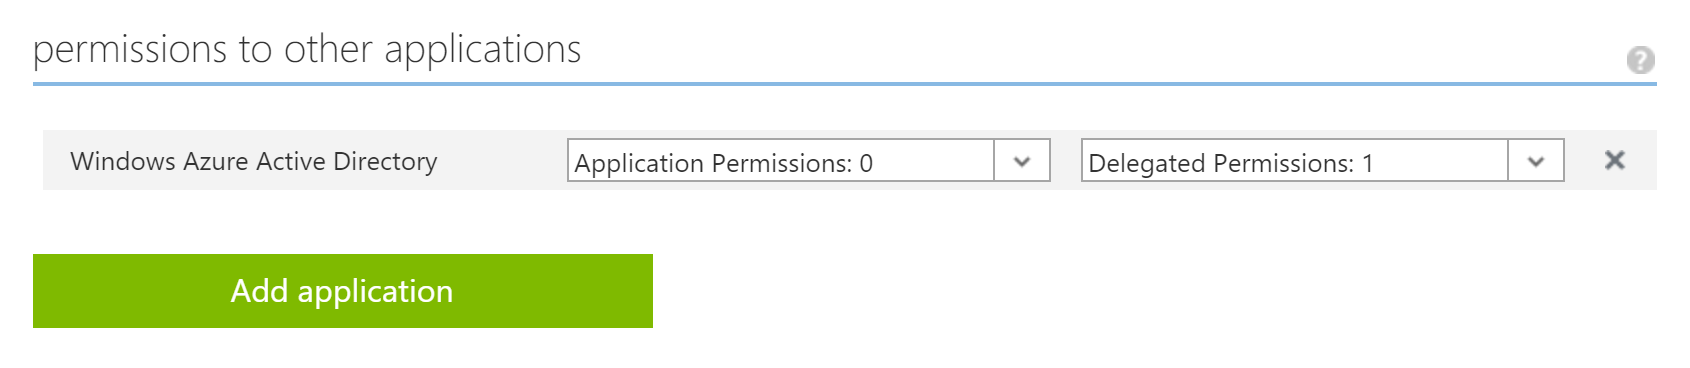 permissions to other applications
?
Windows Azure Active Directory Application Permissions: 0 Delegated Permissions: 1
Add application